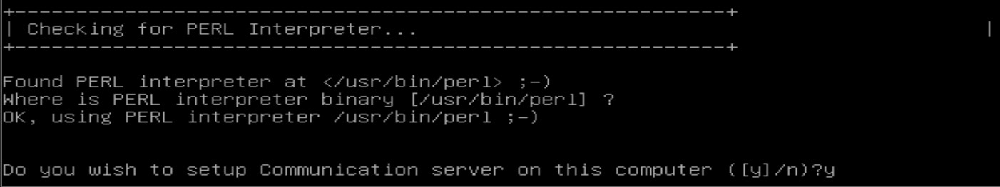 +----------------------------------------------------------+
| Checking for PERL Interpreter... |
+----------------------------------------------------------+
Found PERL interpreter at </usr/bin/perl> ;-)
Where is PERL interpreter binary [/usr/bin/perl] ?
OK, using PERL interpreter /usr/bin/perl ;-)
Do you wish to setup Communication server on this computer ([y]/n)?y